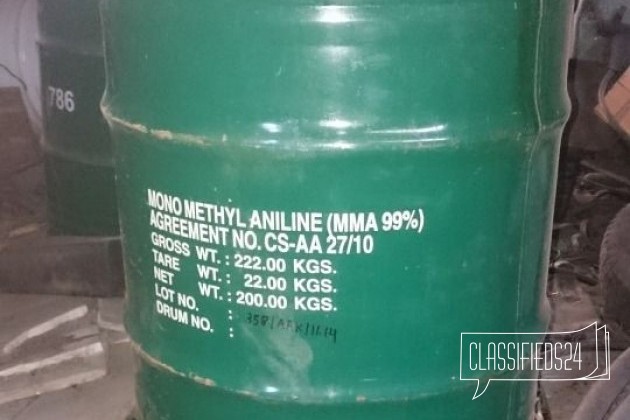 786
MONO METHYL ANILINE (MMA 99%)
AGREEMENT NO. CS-AA 27/10
GROSS WT. : 222.00 KGS.
TARE WT. : 22.00 KGS.
NET WT. : 200.00 KGS.
LOT NO. :
DRUM NO. :
CLASSIFIEDS24